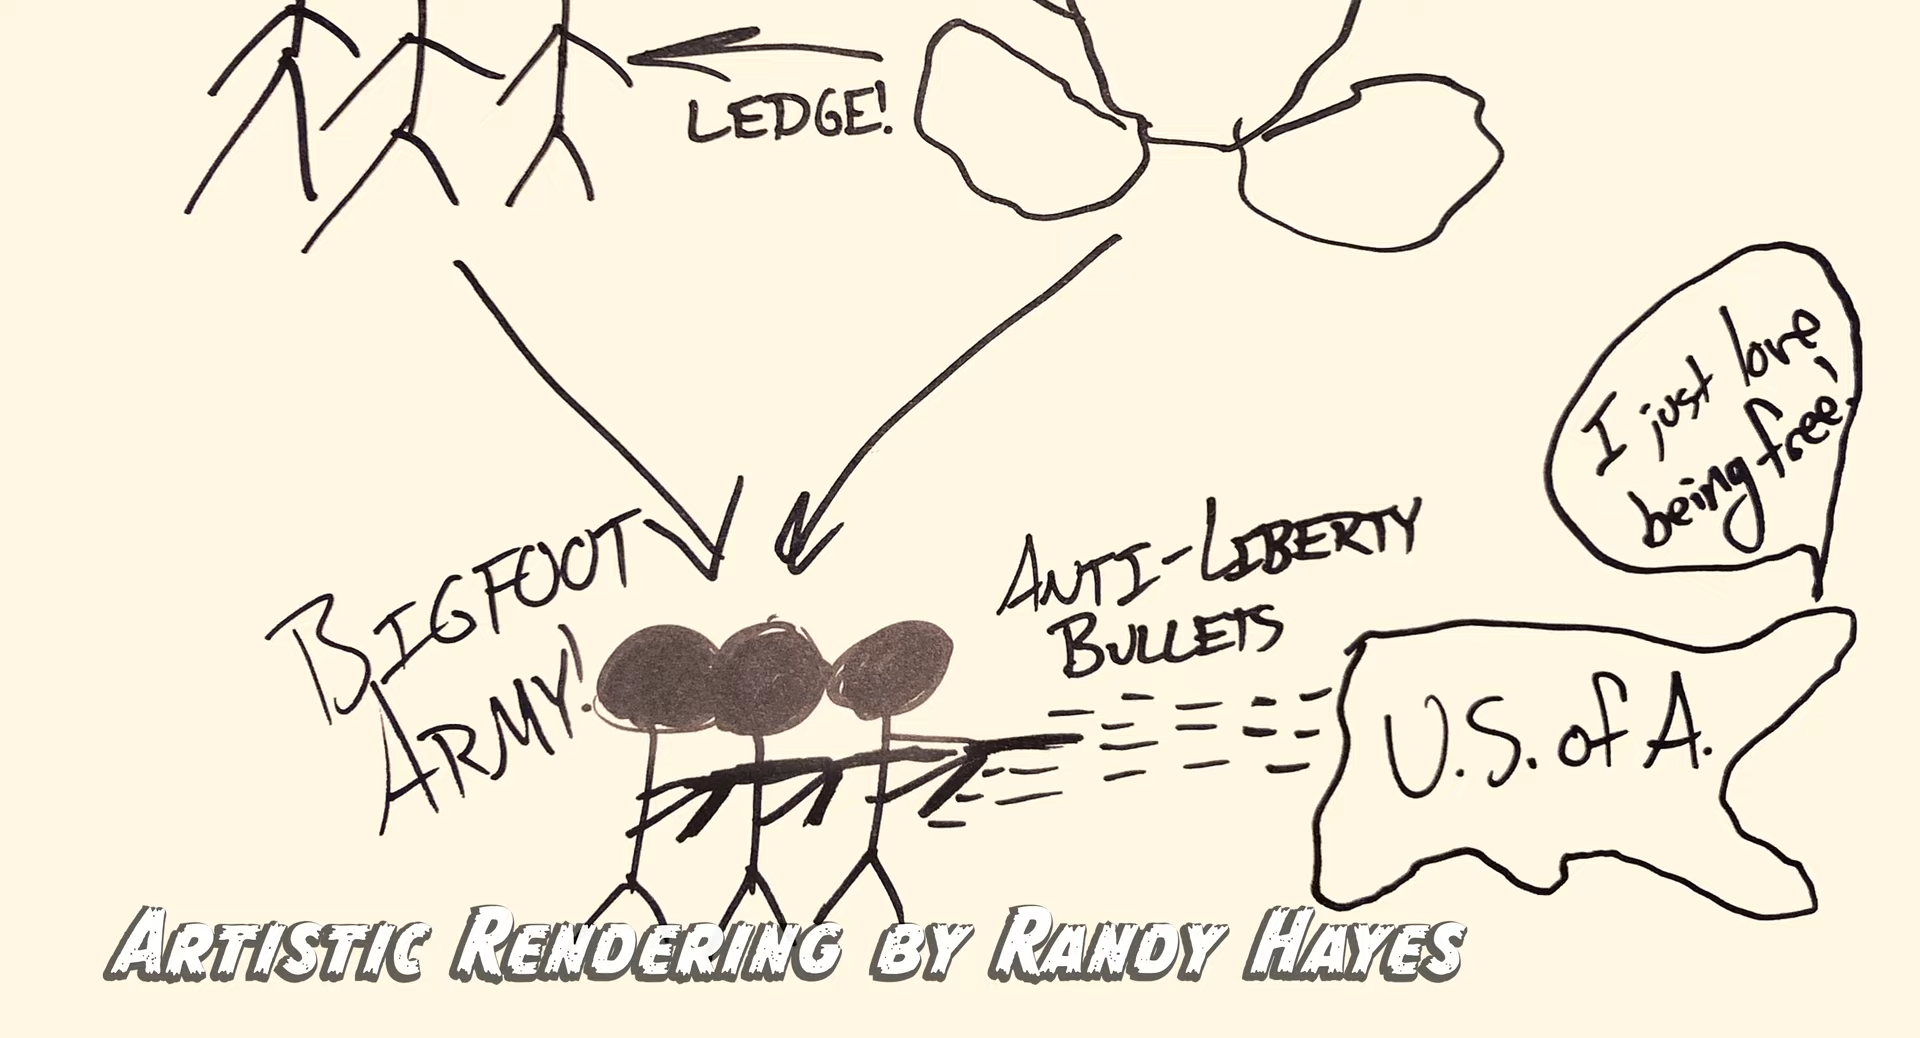 LEDGE!
I just love
being free.
BIGFOOT
ARMY!
ANTI-LIBERTY
BULLETS
U.S. of A.
ARTISTIC RENDERING BY RANDY HAYES